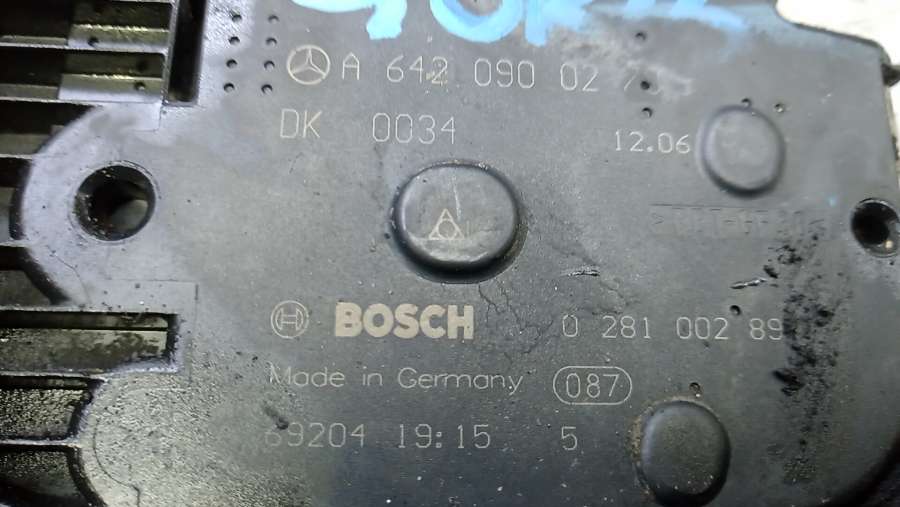 A 642 090 02
DK 0034
12.06
BOSCH
0 281 002 89
Made in Germany
087
69204 19:15 5